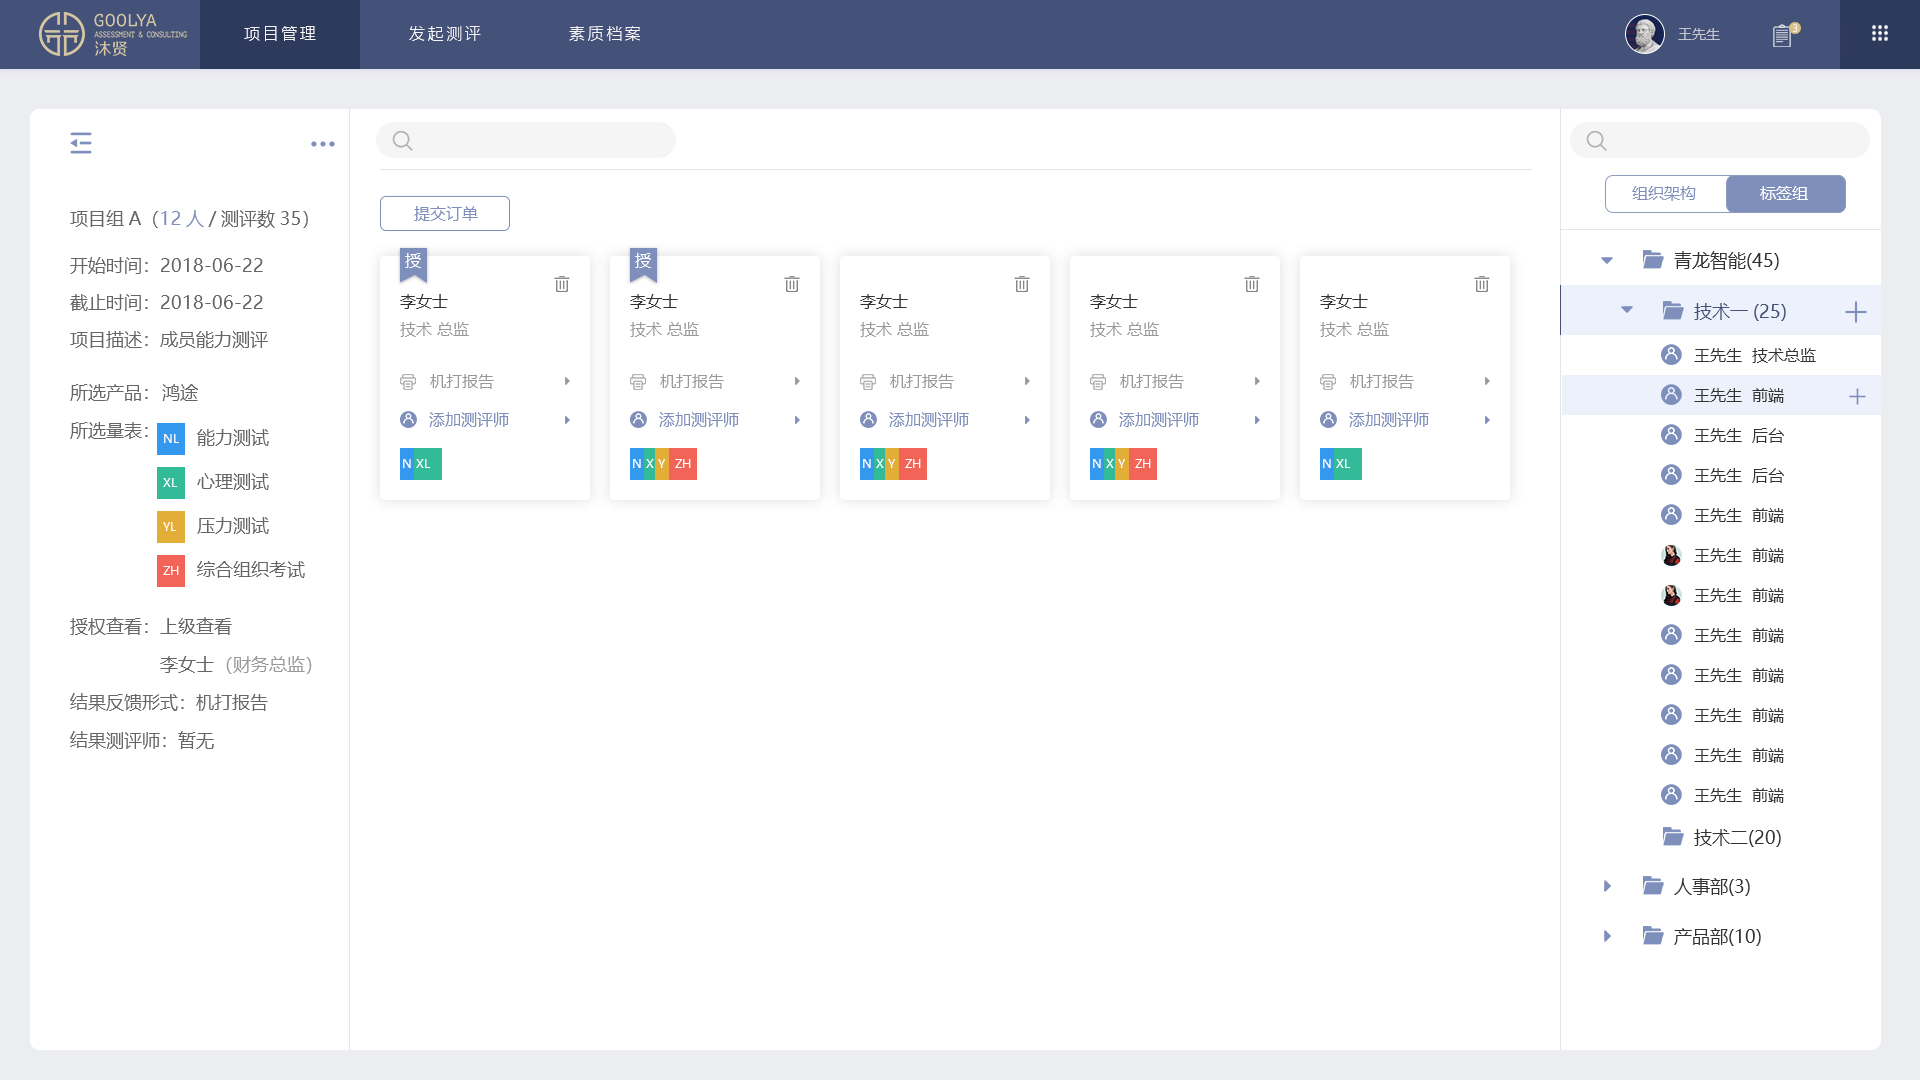 GOOLYA
ASSESSMENT & CONSULTING
沐贤
项目管理
发起测评
素质档案
王先生
3
项目组 A（12 人 / 测评数 35）
开始时间：2018-06-22
截止时间：2018-06-22
项目描述：成员能力测评
所选产品：鸿途
所选量表：
NL 能力测试
XL 心理测试
YL 压力测试
ZH 综合组织考试
授权查看：上级查看
李女士（财务总监）
结果反馈形式：机打报告
结果测评师：暂无
提交订单
授
李女士
技术 总监
机打报告
添加测评师
N XL
授
李女士
技术 总监
机打报告
添加测评师
N X Y ZH
李女士
技术 总监
机打报告
添加测评师
N X Y ZH
李女士
技术 总监
机打报告
添加测评师
N X Y ZH
李女士
技术 总监
机打报告
添加测评师
N XL
组织架构
标签组
青龙智能(45)
技术一 (25)
王先生 技术总监
王先生 前端
王先生 后台
王先生 后台
王先生 前端
王先生 前端
王先生 前端
王先生 前端
王先生 前端
王先生 前端
王先生 前端
王先生 前端
技术二(20)
人事部(3)
产品部(10)